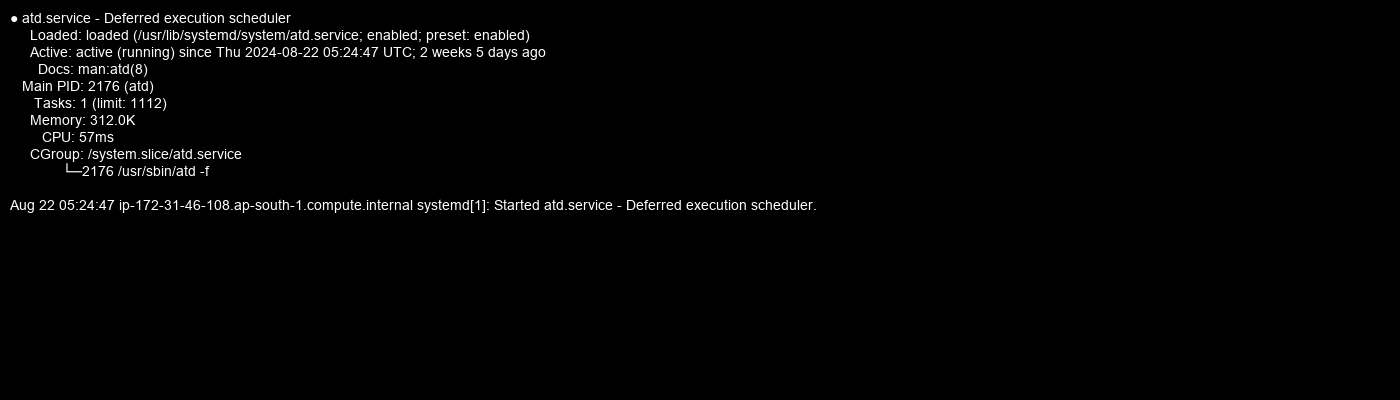 ● atd.service - Deferred execution scheduler
     Loaded: loaded (/usr/lib/systemd/system/atd.service; enabled; preset: enabled)
     Active: active (running) since Thu 2024-08-22 05:24:47 UTC; 2 weeks 5 days ago
       Docs: man:atd(8)
   Main PID: 2176 (atd)
      Tasks: 1 (limit: 1112)
     Memory: 312.0K
        CPU: 57ms
     CGroup: /system.slice/atd.service
             └─2176 /usr/sbin/atd -f

Aug 22 05:24:47 ip-172-31-46-108.ap-south-1.compute.internal systemd[1]: Started atd.service - Deferred execution scheduler.